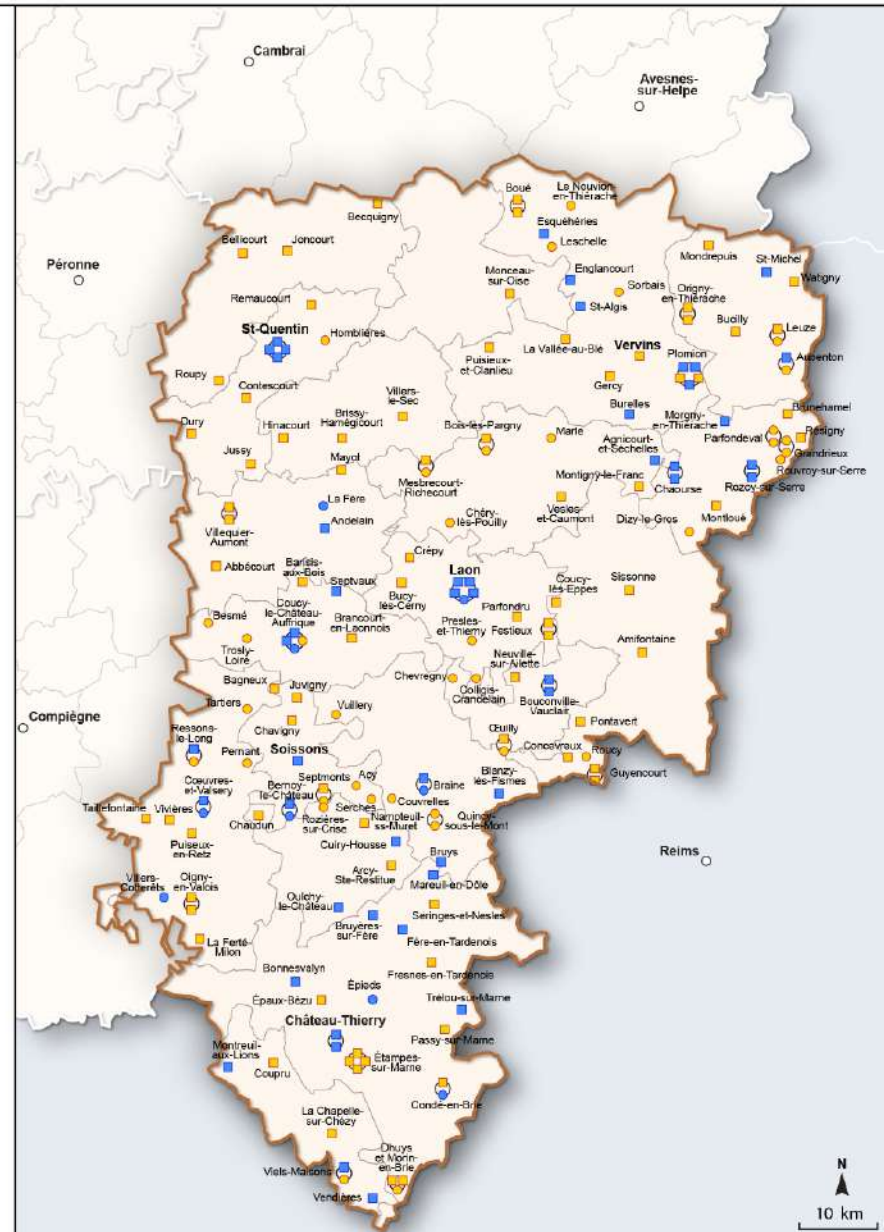 Cambrai
Avesnes-
sur-Helpe
Péronne
Boué
Le Nouvion-
en-Thiérache
Becquigny
Esquéhéries
Leschelle
Bellicourt
Joncourt
Mondrepuis
St-Michel
Watigny
Monceau-
sur-Oise
Englancourt
Sorbais
Origny-
en-Thiérache
Remaucourt
St-Algis
Bucilly
Leuze
St-Quentin
Homblières
La Vallée-au-Blé
Vervins
Plomion
Aubenton
Puisieux-
et-Clanlieu
Roupy
Contescourt
Gercy
Villers-
le-Sec
Burelles
Morgny-
en-Thiérache
Brunehamel
Dury
Hinacourt
Brissy-
Hamégicourt
Bois-lès-Pargny
Marle
Agnicourt-
et-Séchelles
Parfondeval
Résigny
Grandrieux
Jussy
Mayot
Mesbrecourt-
Richecourt
Montigny-le-Franc
Chaourse
Rouvroy-sur-Serre
Rozoy-sur-Serre
La Fère
Chéry-
lès-Pouilly
Vesles-
et-Caumont
Dizy-le-Gros
Montloué
Villequier-
Aumont
Andelain
Abbécourt
Barisis-
aux-Bois
Septvaux
Crépy
Laon
Coucy-
lès-Eppes
Sissonne
Bucy-
lès-Cerny
Parfondru
Besmé
Coucy-
le-Château-
Auffrique
Brancourt-
en-Laonnois
Presles-
et-Thierny
Festieux
Trosly-
Loire
Neuville-
sur-Ailette
Amifontaine
Bagneux
Juvigny
Chevregny
Colligis-
Crandelain
Bouconville-
Vauclair
Tartiers
Vuillery
Compiègne
Chavigny
Pontavert
Ressons-
le-Long
Soissons
Œuilly
Concevreux
Roucy
Pernant
Guyencourt
Cœuvres-
et-Valsery
Berzy-
le-Château
Septmonts
Acy
Braine
Blanzy-
lès-Fismes
Taillefontaine
Vivières
Chaudun
Rozières-
sur-Crise
Serches
Couvrelles
Nampteuil-
ss-Muret
Quincy-
sous-le-Mont
Puiseux-
en-Retz
Cuiry-Housse
Reims
Villers-
Cotterêts
Oigny-
en-Valois
Arcy-
Ste-Restitue
Bruys
Mareuil-en-Dôle
Oulchy-
le-Château
Bruyères-
sur-Fère
Seringes-et-Nesles
Fère-en-Tardenois
La Ferté-
Milon
Fresnes-en-Tardenois
Bonnesvalyn
Épieds
Épaux-Bézu
Trélou-sur-Marne
Château-Thierry
Passy-sur-Marne
Montreuil-
aux-Lions
Coupru
Étampes-
sur-Marne
Condé-en-Brie
La Chapelle-
sur-Chézy
Dhuys
et Morin-
en-Brie
Viels-Maisons
Vendières
N
10 km